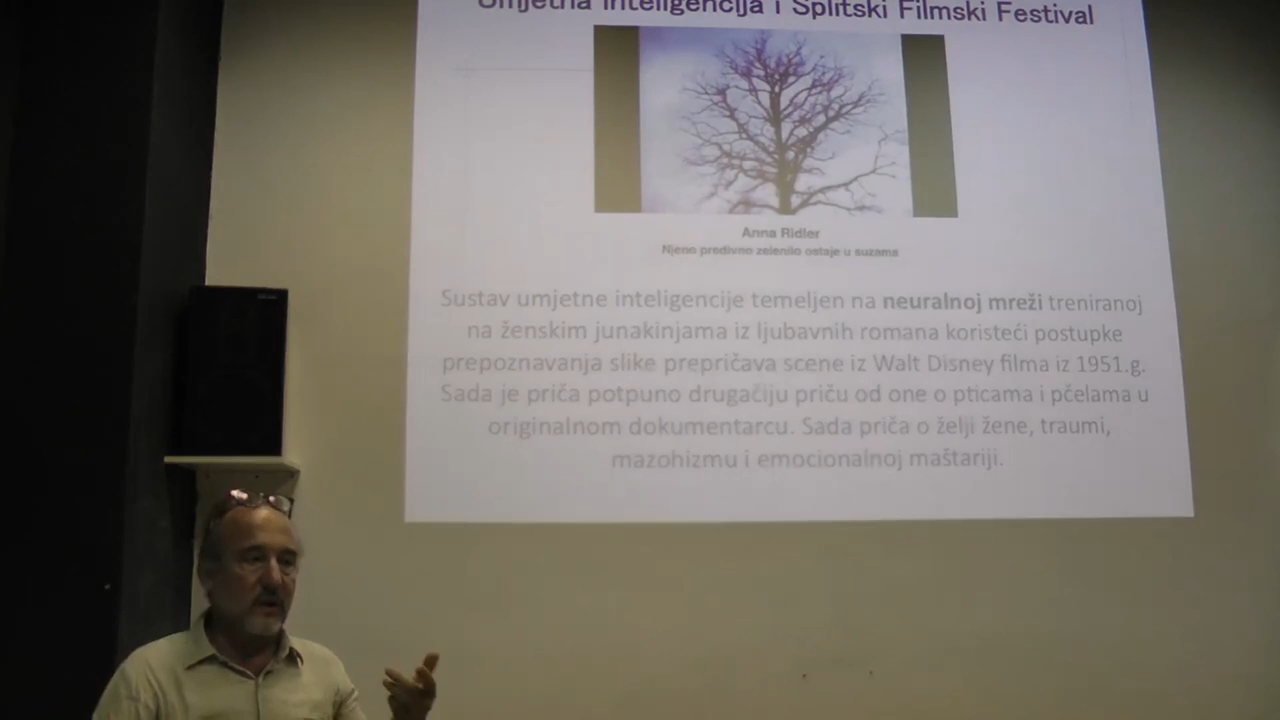 Umjetna Inteligencija i Splitski Filmski Festival
Anna Ridler
Njeno predivno zelenilo ostaje u suzama
Sustav umjetne inteligencije temeljen na neuralnoj mreži treniranoj
na ženskim junakinjama iz ljubavnih romana koristeći postupke
prepoznavanja slike prepričava scene iz Walt Disney filma iz 1951.g.
Sada je priča potpuno drugačiju priču od one o pticama i pčelama u
originalnom dokumentarcu. Sada priča o želji žene, traumi,
mazohizmu i emocionalnoj maštariji.